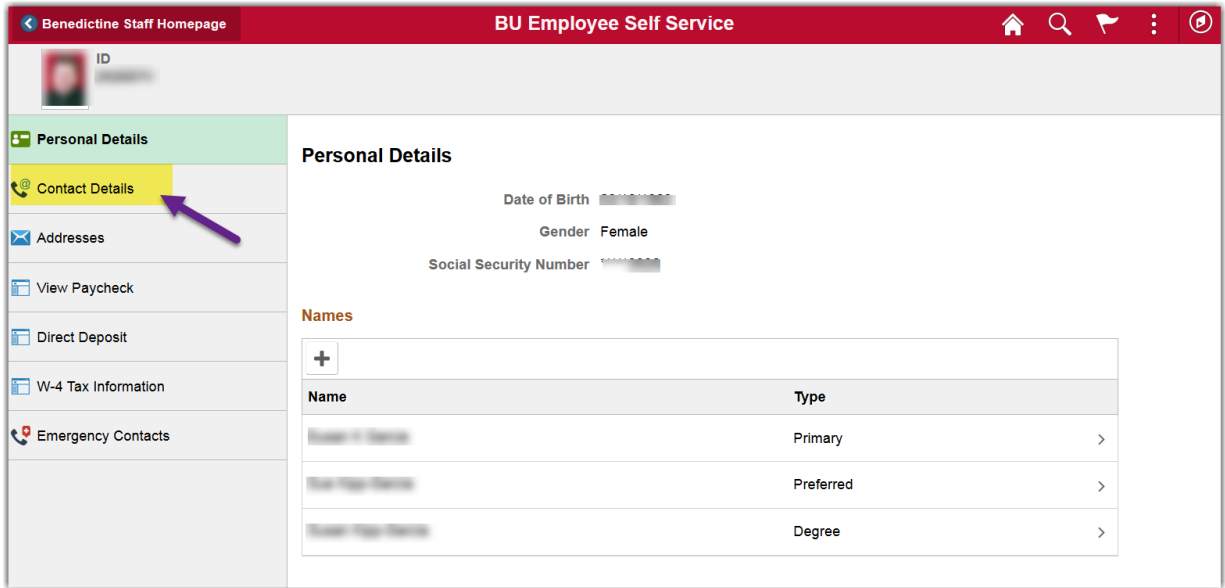 Benedictine Staff Homepage
BU Employee Self Service
ID
Personal Details
Contact Details
Addresses
View Paycheck
Direct Deposit
W-4 Tax Information
Emergency Contacts
Personal Details
Date of Birth
Gender Female
Social Security Number
Names
Name Type
Primary
Preferred
Degree